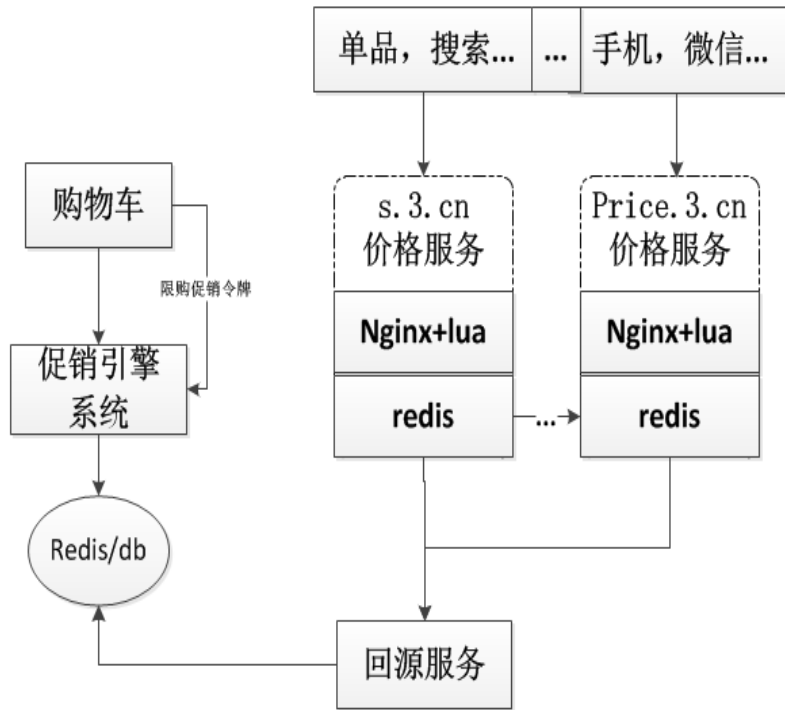 单品，搜索...
...
手机，微信...
购物车
s.3.cn
价格服务
Price.3.cn
价格服务
限购促销令牌
Nginx+lua
Nginx+lua
促销引擎
系统
redis
...
redis
Redis/db
回源服务